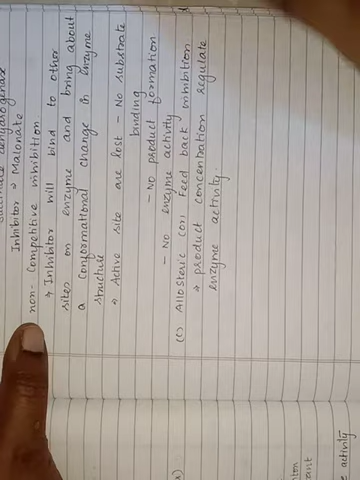 dehydrogenase
Inhibitor → Malonate
non- Competitive inhibition
→ Inhibitor will bind to other
sites on enzyme and bring about
a conformational change in Enzyme
structure
→ Active site are lost - No substrate
binding
- No product formation
- No enzyme activity
(c) Allosteric (or) Feed back inhibition
→ product concentration regulate
enzyme activity.
activity